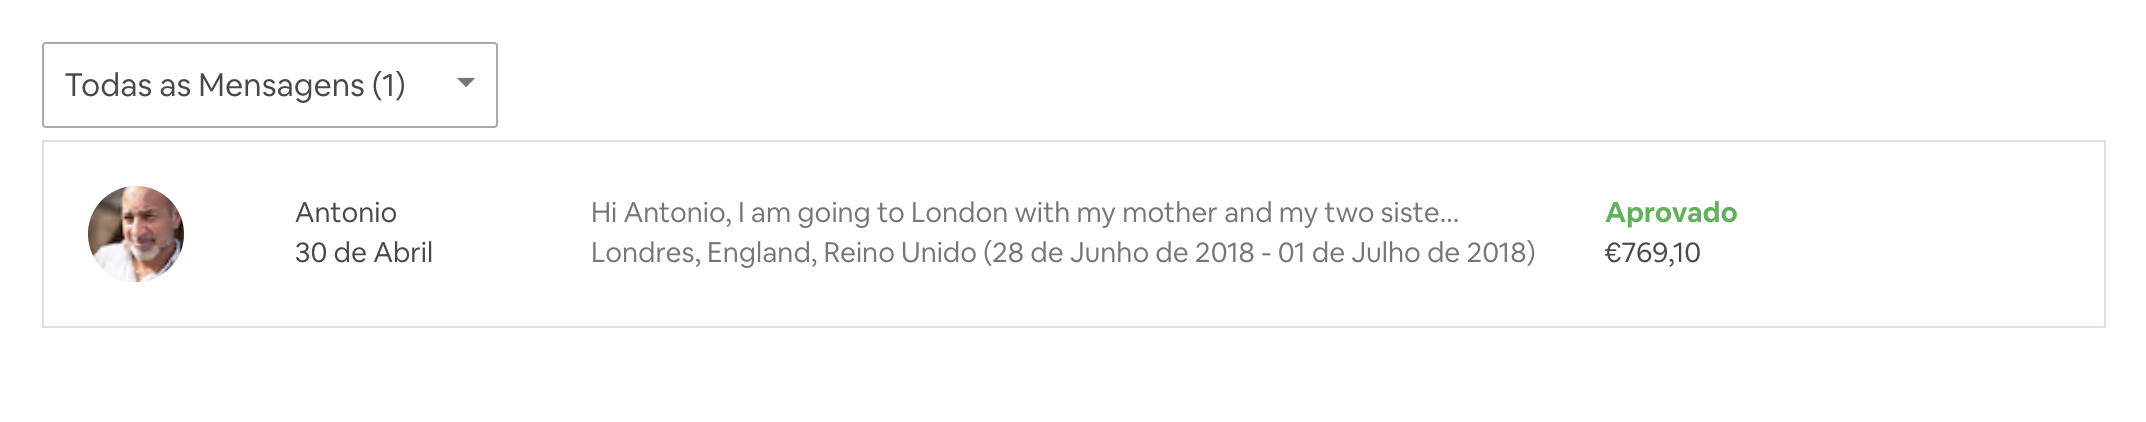 Todas as Mensagens (1)
Antonio
30 de Abril
Hi Antonio, I am going to London with my mother and my two siste...
Londres, England, Reino Unido (28 de Junho de 2018 - 01 de Julho de 2018)
Aprovado
€769,10